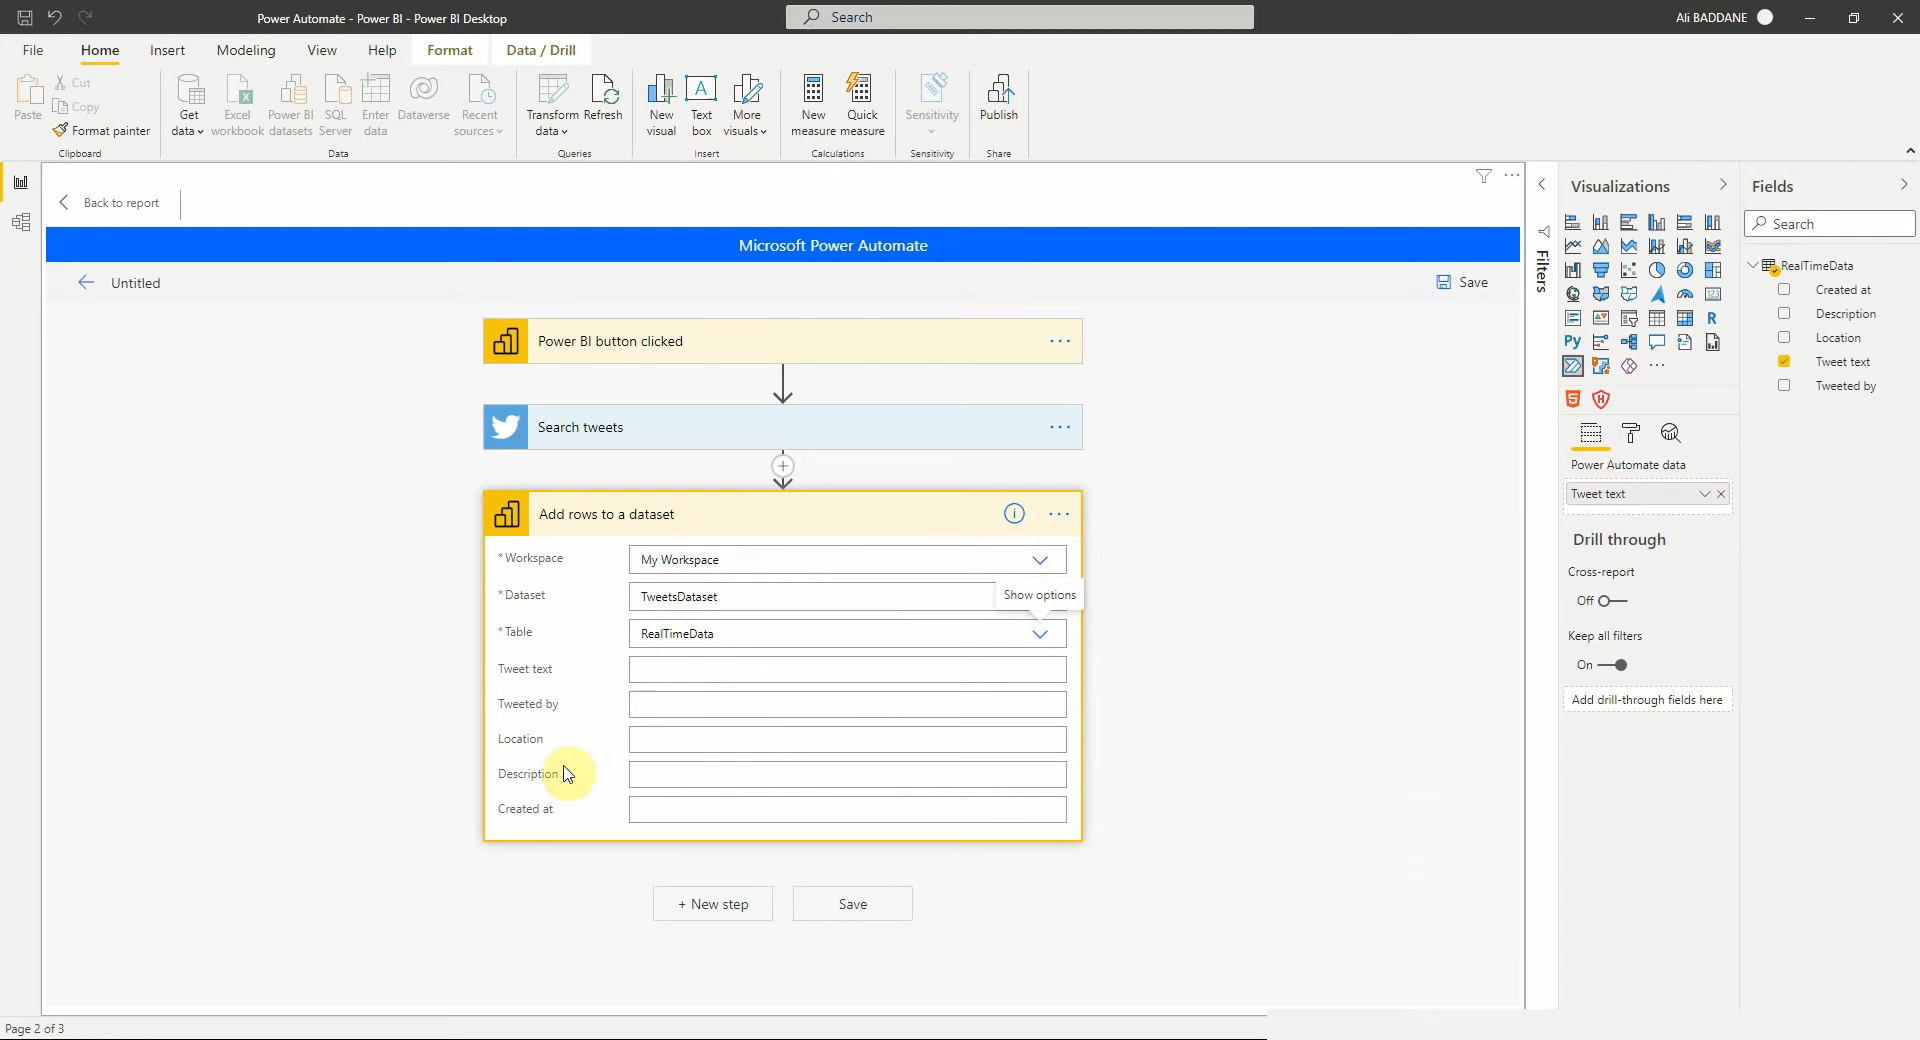 Power Automate - Power BI - Power BI Desktop
Search
Ali BADDANE
File
Home
Insert
Modeling
View
Help
Format
Data / Drill
Paste
Cut
Copy
Format painter
Clipboard
Get data
Excel workbook
Power BI datasets
SQL Server
Enter data
Dataverse
Recent sources
Data
Transform data
Refresh
Queries
New visual
A
Text box
More visuals
Insert
New measure
Quick measure
Calculations
Sensitivity
Sensitivity
Publish
Share
Back to report
Microsoft Power Automate
Untitled
Save
Power BI button clicked
Search tweets
Add rows to a dataset
* Workspace
My Workspace
* Dataset
TweetsDataset
Show options
* Table
RealTimeData
Tweet text
Tweeted by
Location
Description
Created at
+ New step
Save
Filters
Visualizations
123
R
Py
Power Automate data
Tweet text
Drill through
Cross-report
Off
Keep all filters
On
Add drill-through fields here
Fields
Search
RealTimeData
Created at
Description
Location
Tweet text
Tweeted by
Page 2 of 3